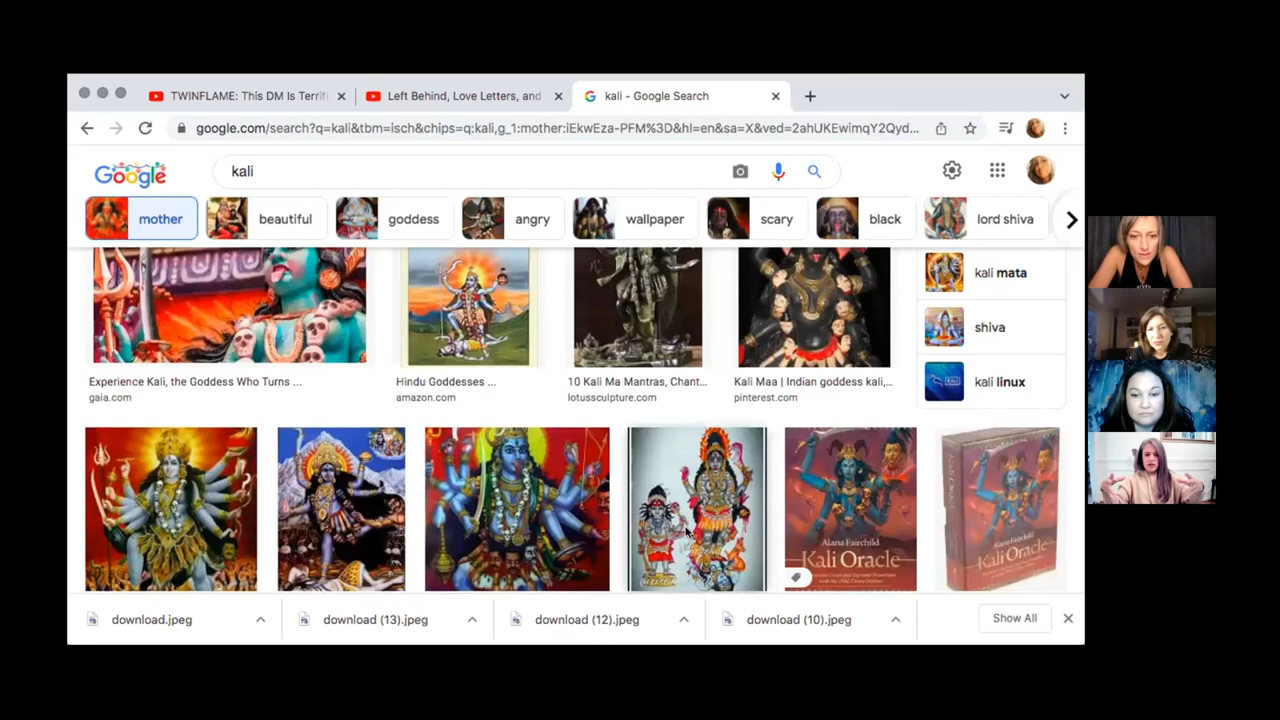 TWINFLAME: This DM Is Terrif
Left Behind, Love Letters, and
kali - Google Search
google.com/search?q=kali&tbm=isch&chips=q:kali,g_1:mother:iEkwEza-PFM%3D&hl=en&sa=X&ved=2ahUKEwimqY2Qyd...
Google
kali
mother
beautiful
goddess
angry
wallpaper
scary
black
lord shiva
kali mata
shiva
kali linux
Experience Kali, the Goddess Who Turns ...
gaia.com
Hindu Goddesses ...
amazon.com
10 Kali Ma Mantras, Chant...
lotussculpture.com
Kali Maa | Indian goddess kali,...
pinterest.com
Alana Fairchild
Kali Oracle
Alana Fairchild
Kali Oracle
download.jpeg
download (13).jpeg
download (12).jpeg
download (10).jpeg
Show All